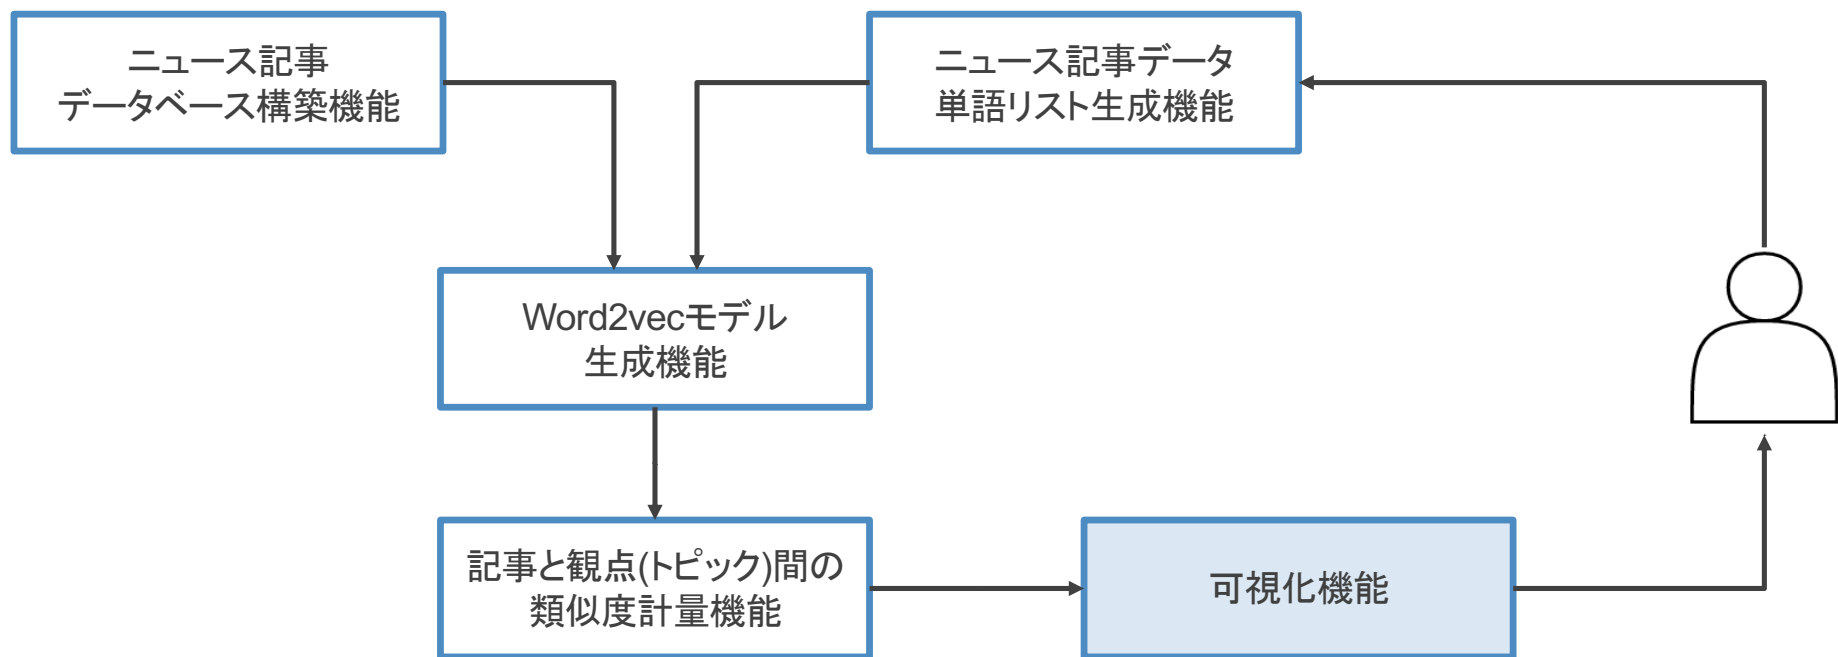 ニュース記事
データベース構築機能
ニュース記事データ
単語リスト生成機能
Word2vecモデル
生成機能
記事と観点(トピック)間の
類似度計量機能
可視化機能